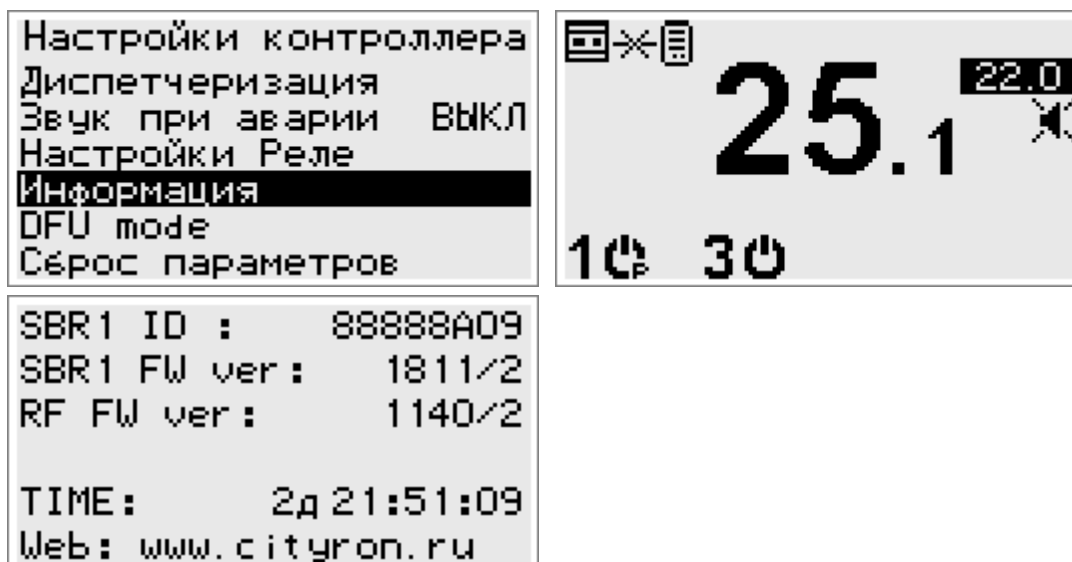 Настройки контроллера
Диспетчеризация
Звук при аварии ВЫКЛ
Настройки Реле
Информация
DFU mode
Сброс параметров
22.0
25.1
1 P 3
SBR1 ID : 88888A09
SBR1 FW ver: 1811/2
RF FW ver: 1140/2
TIME: 2д 21:51:09
Web: www.cityron.ru